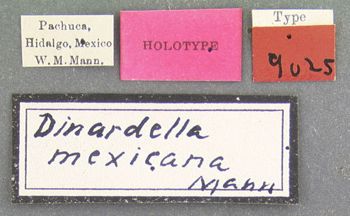 Pachuca,
Hidalgo, Mexico
W. M. Mann.
HOLOTYPE
Type
9025
Dinardella
mexicana
Mann